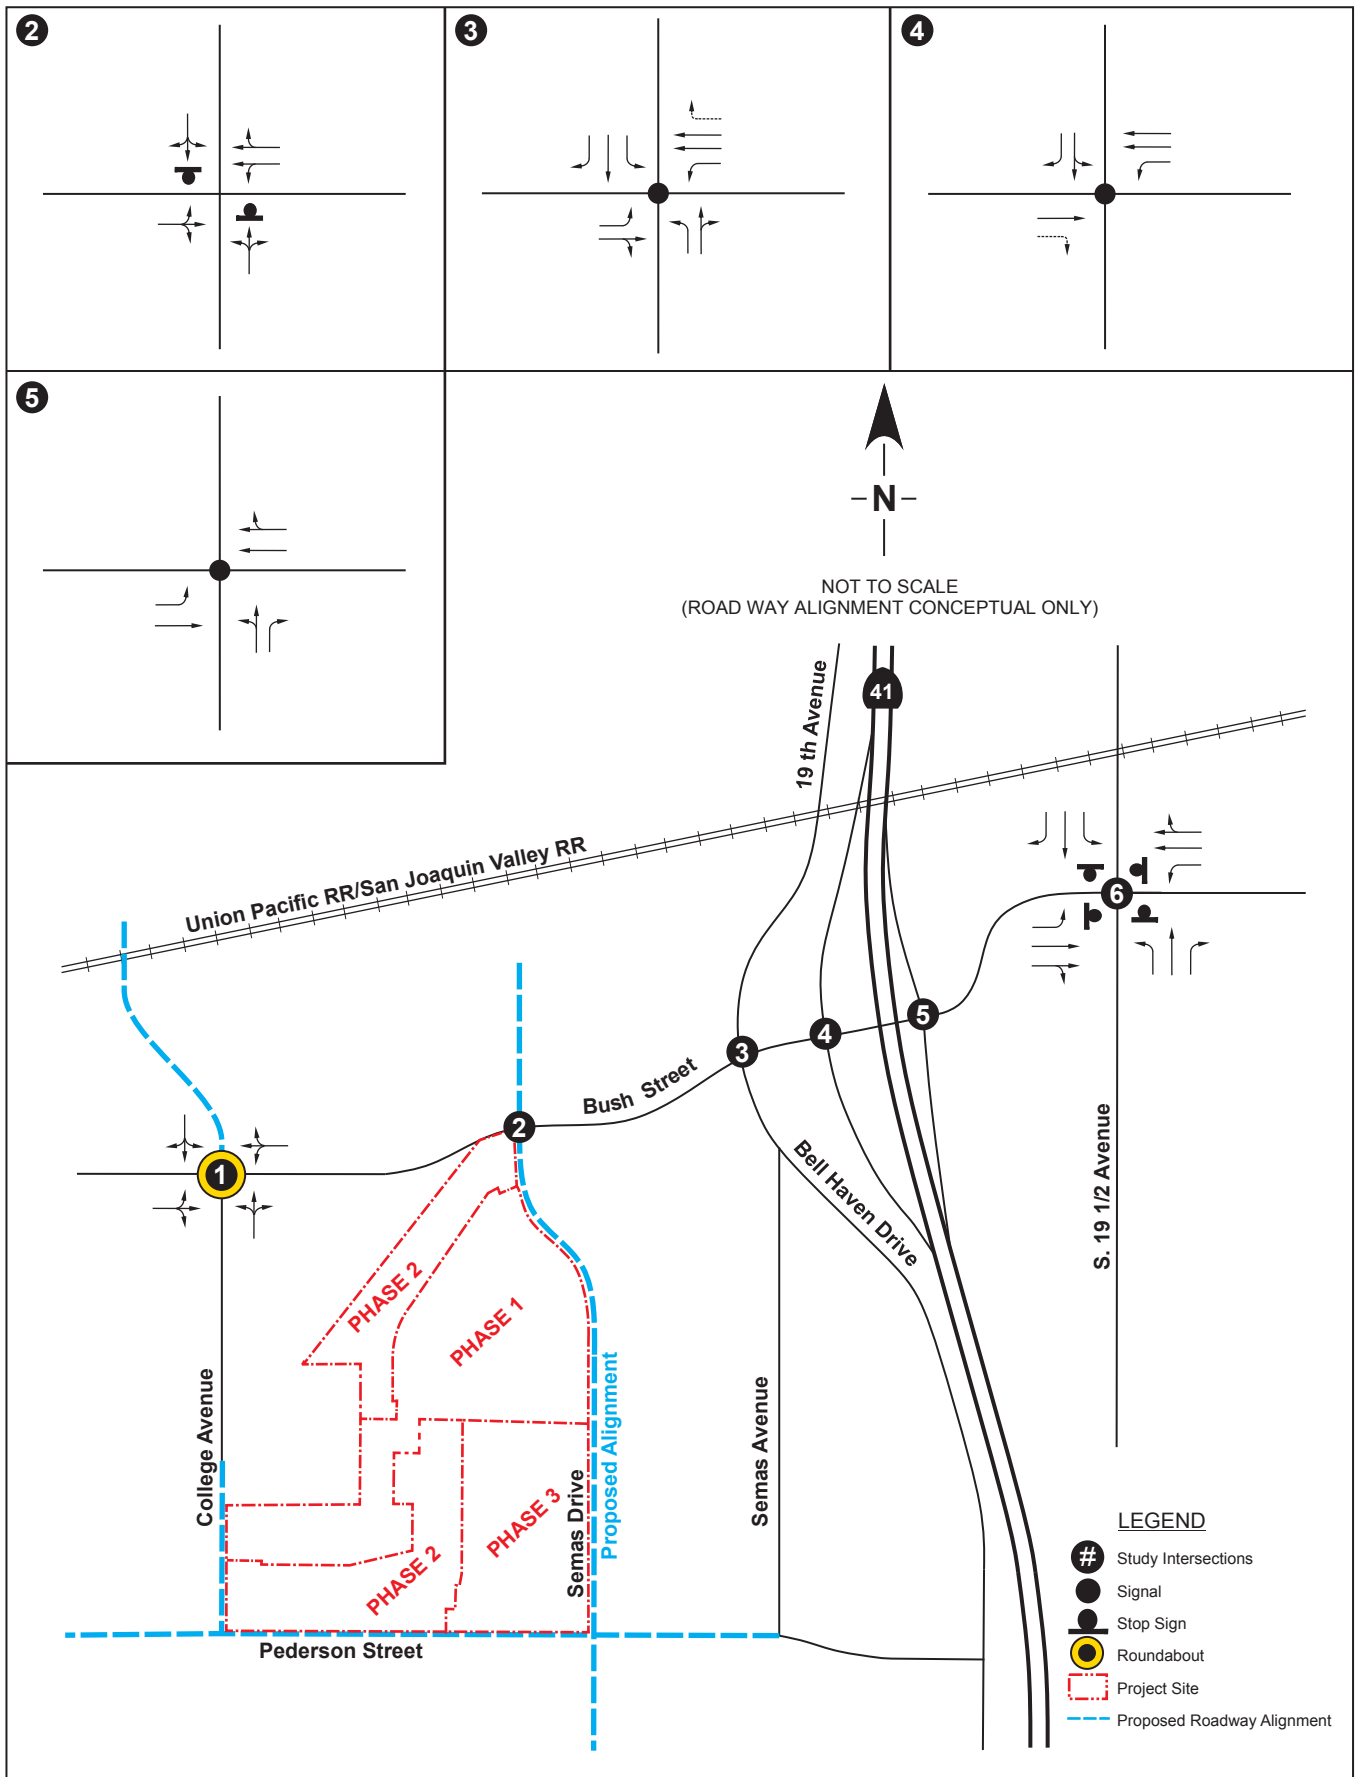 2
3
4
5
N
NOT TO SCALE
(ROAD WAY ALIGNMENT CONCEPTUAL ONLY)
19 th Avenue
41
Union Pacific RR/San Joaquin Valley RR
6
5
4
3
Bush Street
2
1
Bell Haven Drive
S. 19 1/2 Avenue
PHASE 2
PHASE 1
College Avenue
Proposed Alignment
Semas Avenue
Semas Drive
PHASE 3
PHASE 2
Pederson Street
LEGEND
# Study Intersections
Signal
Stop Sign
Roundabout
Project Site
Proposed Roadway Alignment